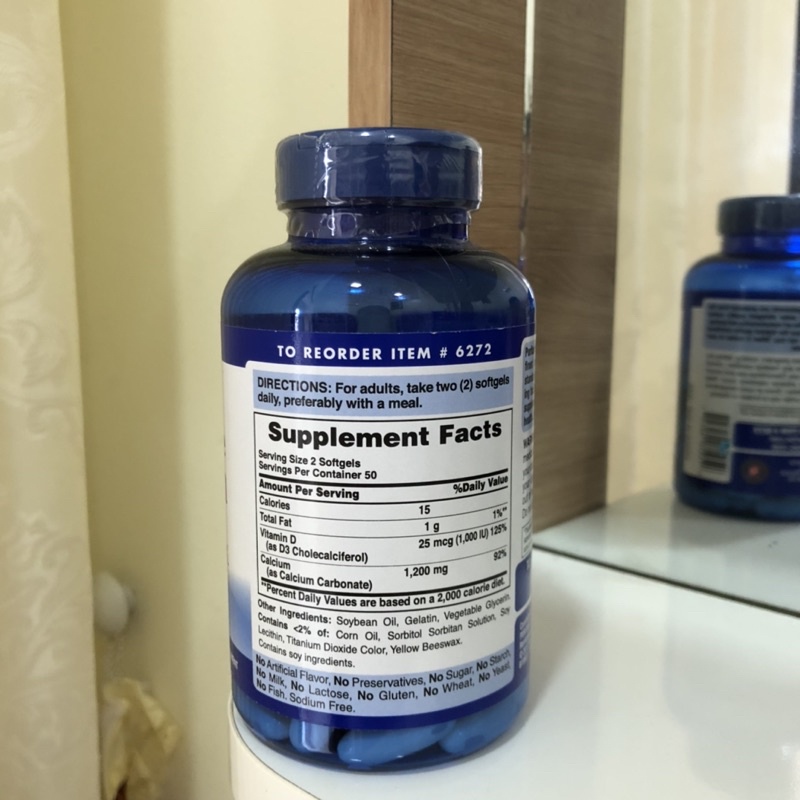 TO REORDER ITEM # 6272
DIRECTIONS: For adults, take two (2) softgels
daily, preferably with a meal.
Supplement Facts
Serving Size 2 Softgels
Servings Per Container 50
Amount Per Serving %Daily Value
Calories 15
Total Fat 1 g 1%**
Vitamin D 25 mcg (1,000 IU) 125%
(as D3 Cholecalciferol)
Calcium 1,200 mg 92%
(as Calcium Carbonate)
**Percent Daily Values are based on a 2,000 calorie diet.
Other Ingredients: Soybean Oil, Gelatin, Vegetable Glycerin.
Contains <2% of: Corn Oil, Sorbitol Sorbitan Solution, Soy
Lecithin, Titanium Dioxide Color, Yellow Beeswax.
Contains soy ingredients.
No Artificial Flavor, No Preservatives, No Sugar, No Starch,
No Milk, No Lactose, No Gluten, No Wheat, No Yeast,
No Fish. Sodium Free.